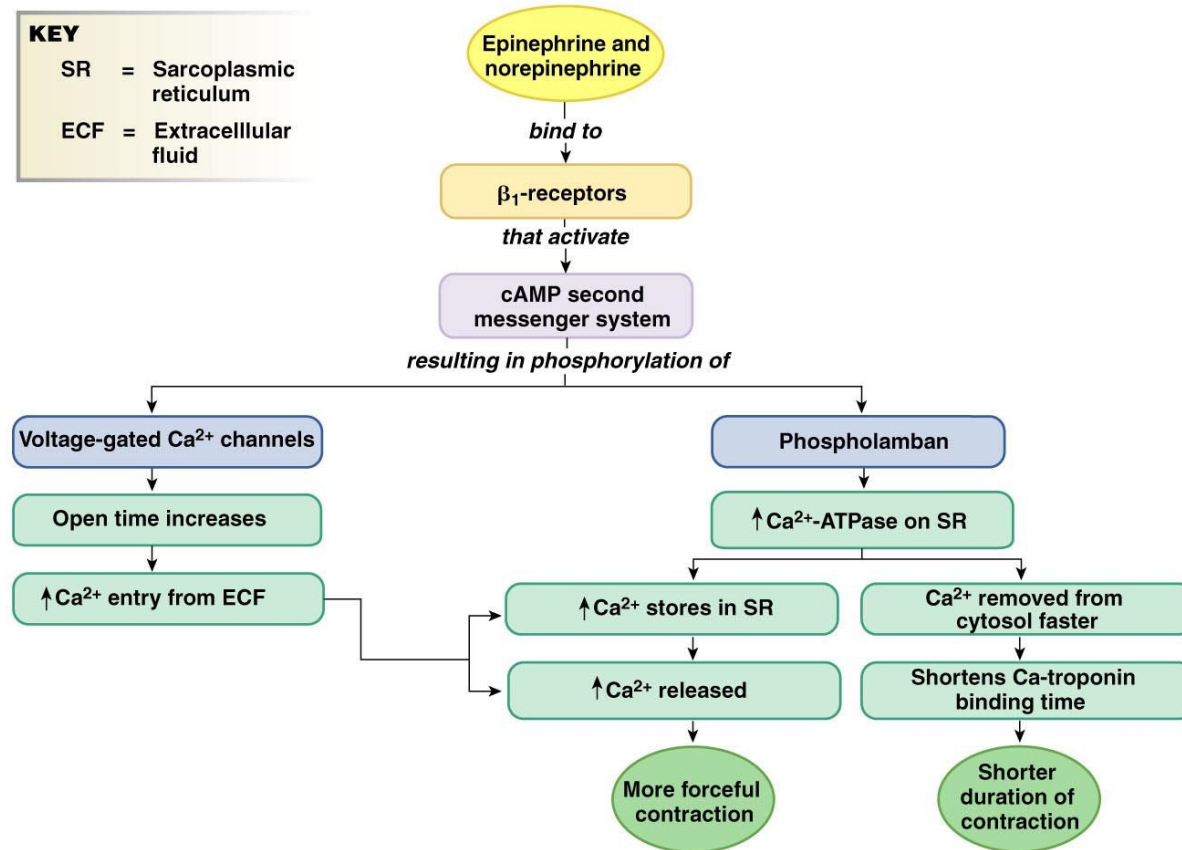 KEY
SR = Sarcoplasmic
reticulum
ECF = Extracelllular
fluid
Epinephrine and
norepinephrine
bind to
β₁-receptors
that activate
cAMP second
messenger system
resulting in phosphorylation of
Voltage-gated Ca²⁺ channels
Open time increases
↑Ca²⁺ entry from ECF
Phospholamban
↑Ca²⁺-ATPase on SR
↑Ca²⁺ stores in SR
↑Ca²⁺ released
More forceful
contraction
Ca²⁺ removed from
cytosol faster
Shortens Ca-troponin
binding time
Shorter
duration of
contraction